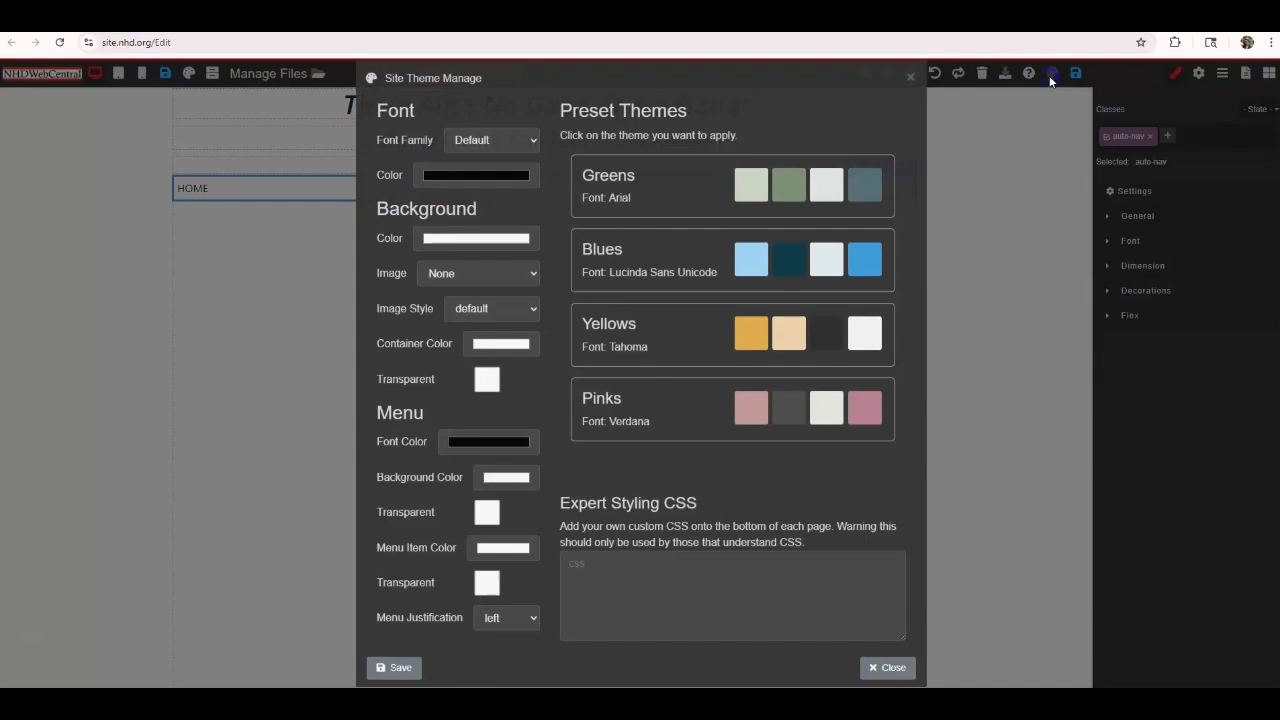 site.nhd.org/Edit
NHDWebCentral
Manage Files
Site Theme Manage
Font
Font Family Default
Color
Background
Color
Image None
Image Style default
Container Color
Transparent
Menu
Font Color
Background Color
Transparent
Menu Item Color
Transparent
Menu Justification left
Save
Preset Themes
Click on the theme you want to apply.
Greens
Font: Arial
Blues
Font: Lucinda Sans Unicode
Yellows
Font: Tahoma
Pinks
Font: Verdana
Expert Styling CSS
Add your own custom CSS onto the bottom of each page. Warning this
should only be used by those that understand CSS.
css
Close
HOME
Classes
- State -
auto-nav
Selected: .auto-nav
Settings
General
Font
Dimension
Decorations
Flex